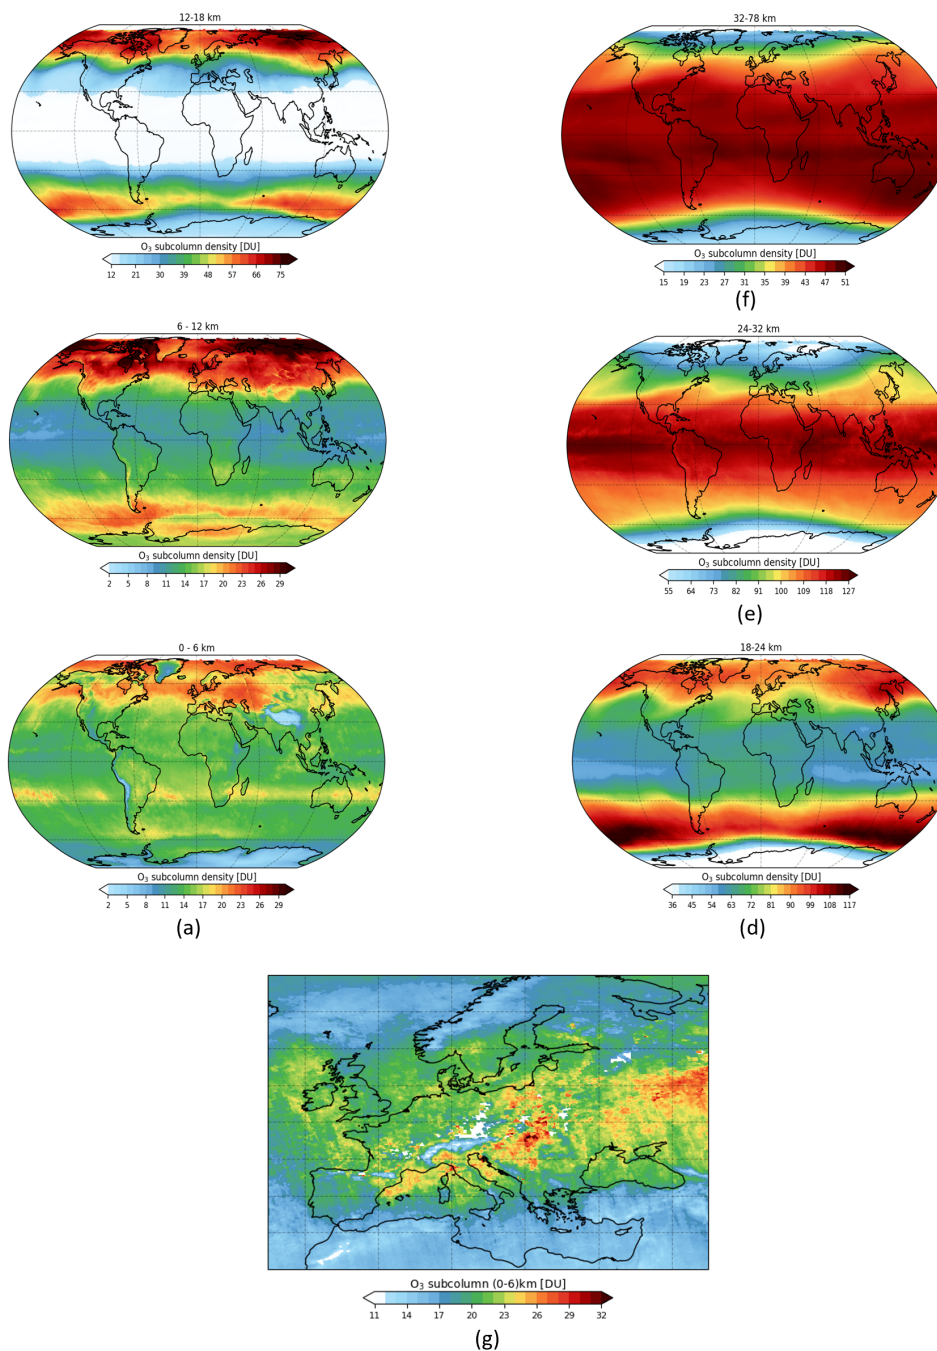 12-18 km
O3 subcolumn density [DU]
12 21 30 39 48 57 66 75
32-78 km
O3 subcolumn density [DU]
15 19 23 27 31 35 39 43 47 51
(f)
6 - 12 km
O3 subcolumn density [DU]
2 5 8 11 14 17 20 23 26 29
24-32 km
O3 subcolumn density [DU]
55 64 73 82 91 100 109 118 127
(e)
0 - 6 km
O3 subcolumn density [DU]
2 5 8 11 14 17 20 23 26 29
(a)
18-24 km
O3 subcolumn density [DU]
36 45 54 63 72 81 90 99 108 117
(d)
O3 subcolumn (0-6)km [DU]
11 14 17 20 23 26 29 32
(g)